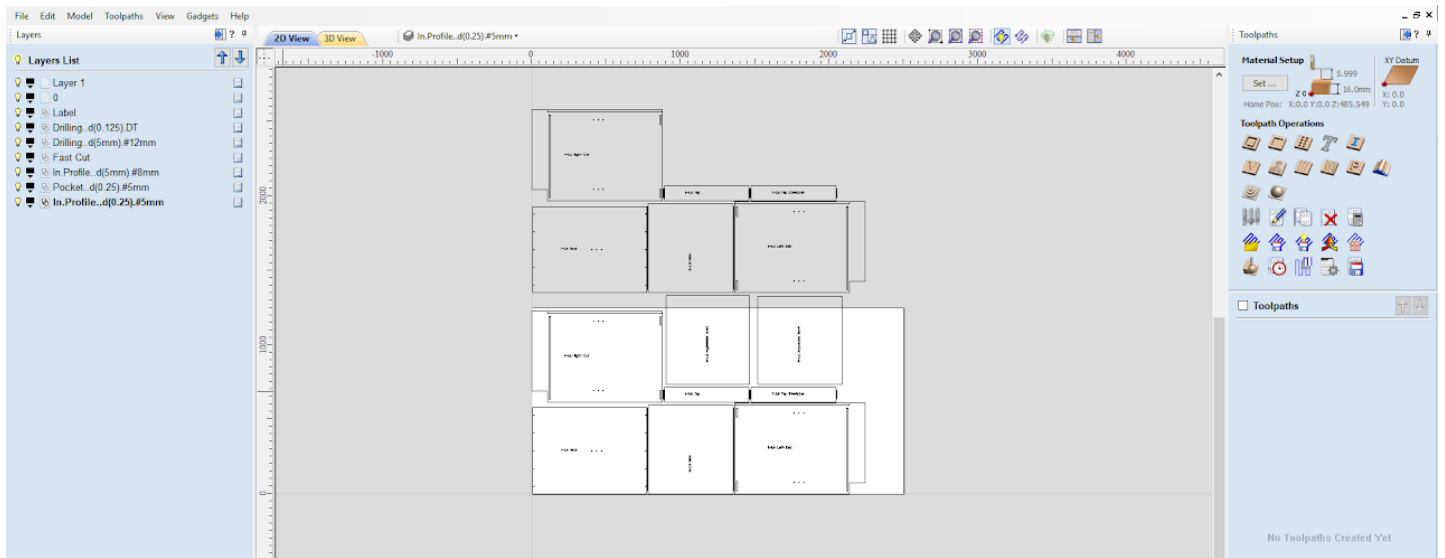 File Edit Model Toolpaths View Gadgets Help
Layers
?
2D View
3D View
In.Profile..d(0.25).#5mm
Toolpaths
?
Layers List
Layer 1
0
Label
Drilling..d(0.125).DT
Drilling..d(5mm).#12mm
Fast Cut
In.Profile..d(5mm).#8mm
Pocket..d(0.25).#5mm
In.Profile..d(0.25).#5mm
-1000 0 1000 2000 3000 4000
2000
1000
0
Material Setup
Set ...
5.999
Z 0
16.0mm
Home Pos: X:0.0 Y:0.0 Z:485.549
XY Datum
X: 0.0
Y: 0.0
Toolpath Operations
Toolpaths
No Toolpaths Created Yet